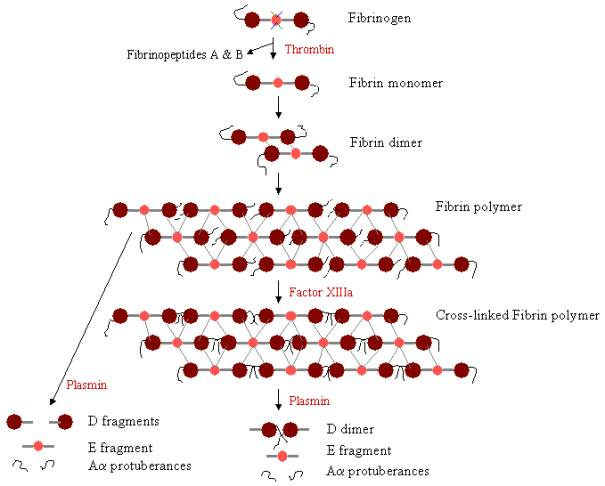 Fibrinogen
Fibrinopeptides A & B
Thrombin
Fibrin monomer
Fibrin dimer
Fibrin polymer
Factor XIIIa
Cross-linked Fibrin polymer
Plasmin
Plasmin
D fragments
E fragment
Aα protuberances
D dimer
E fragment
Aα protuberances